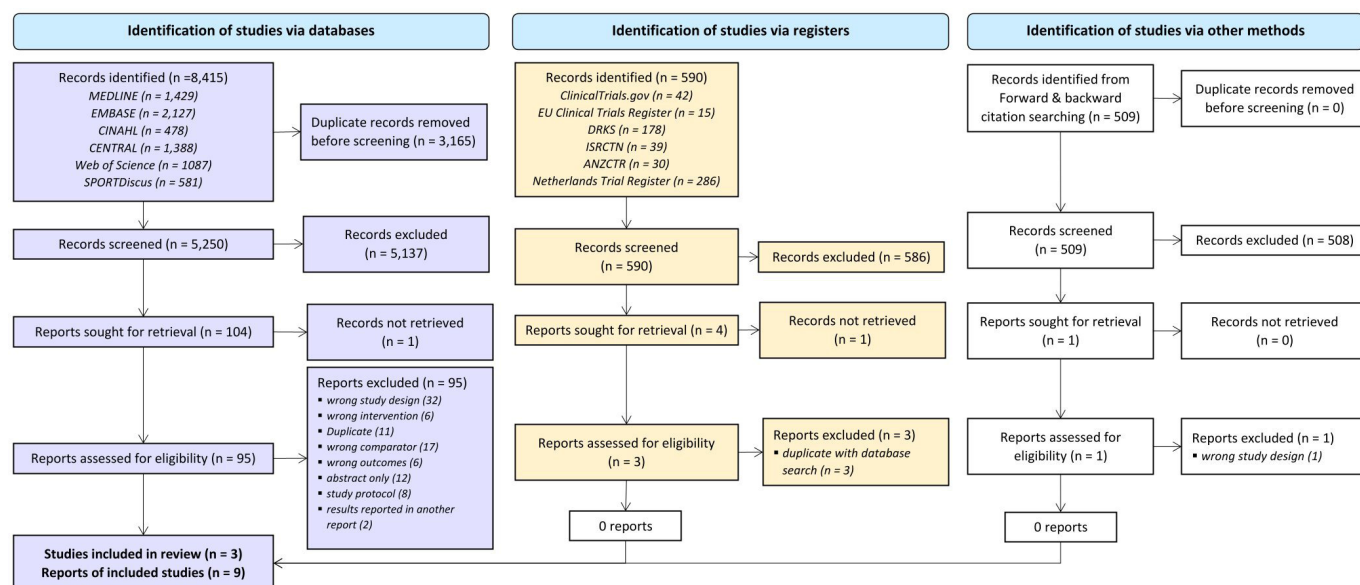 Identification of studies via databases
Records identified (n =8,415)
MEDLINE (n = 1,429)
EMBASE (n = 2,127)
CINAHL (n = 478)
CENTRAL (n = 1,388)
Web of Science (n = 1087)
SPORTDiscus (n = 581)
Duplicate records removed
before screening (n = 3,165)
Records screened (n = 5,250)
Records excluded
(n = 5,137)
Reports sought for retrieval (n = 104)
Records not retrieved
(n = 1)
Reports assessed for eligibility (n = 95)
Reports excluded (n = 95)
▪ wrong study design (32)
▪ wrong intervention (6)
▪ Duplicate (11)
▪ wrong comparator (17)
▪ wrong outcomes (6)
▪ abstract only (12)
▪ study protocol (8)
▪ results reported in another
report (2)
Studies included in review (n = 3)
Reports of included studies (n = 9)
Identification of studies via registers
Records identified (n = 590)
ClinicalTrials.gov (n = 42)
EU Clinical Trials Register (n = 15)
DRKS (n = 178)
ISRCTN (n = 39)
ANZCTR (n = 30)
Netherlands Trial Register (n = 286)
Records screened
(n = 590)
Records excluded (n = 586)
Reports sought for retrieval (n = 4)
Records not retrieved
(n = 1)
Reports assessed for eligibility
(n = 3)
Reports excluded (n = 3)
▪ duplicate with database
search (n = 3)
0 reports
Identification of studies via other methods
Records identified from
Forward & backward
citation searching (n = 509)
Duplicate records removed
before screening (n = 0)
Records screened
(n = 509)
Records excluded (n = 508)
Reports sought for retrieval
(n = 1)
Records not retrieved
(n = 0)
Reports assessed for
eligibility (n = 1)
Reports excluded (n = 1)
▪ wrong study design (1)
0 reports